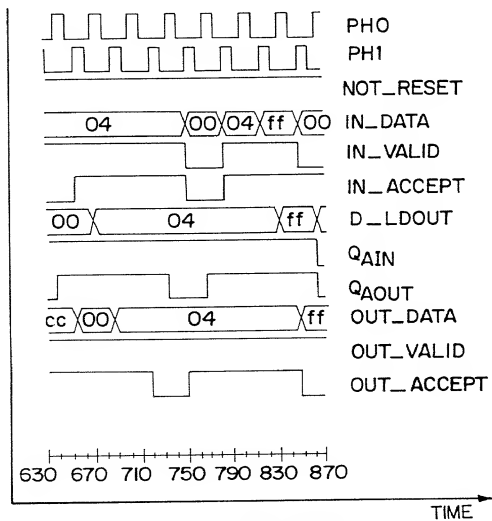 PH0
PH1
NOT_RESET
04 00 04 ff 00 IN_DATA
IN_VALID
IN_ACCEPT
00 04 ff D_LDOUT
QAIN
QAOUT
cc 00 04 ff OUT_DATA
OUT_VALID
OUT_ACCEPT
630 670 710 750 790 830 870
TIME